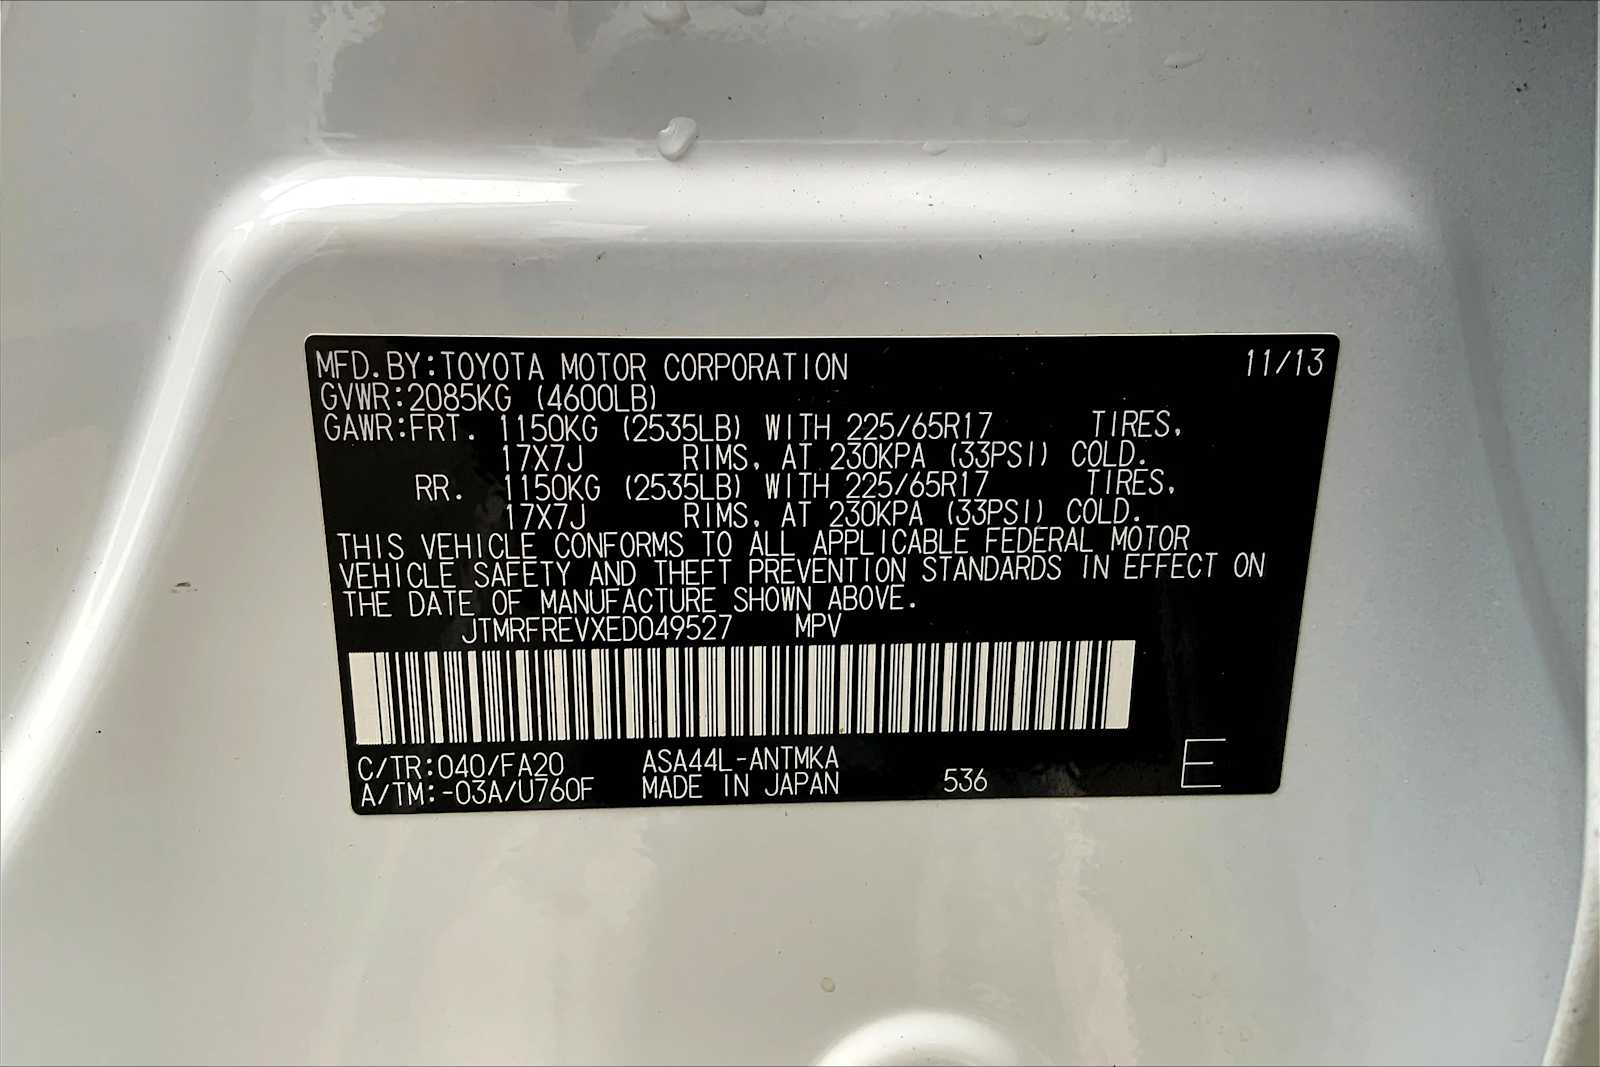 MFD.BY:TOYOTA MOTOR CORPORATION 11/13
GVWR:2085KG (4600LB)
GAWR:FRT. 1150KG (2535LB) WITH 225/65R17 TIRES,
17X7J RIMS, AT 230KPA (33PSI) COLD.
RR. 1150KG (2535LB) WITH 225/65R17 TIRES,
17X7J RIMS, AT 230KPA (33PSI) COLD.
THIS VEHICLE CONFORMS TO ALL APPLICABLE FEDERAL MOTOR
VEHICLE SAFETY AND THEFT PREVENTION STANDARDS IN EFFECT ON
THE DATE OF MANUFACTURE SHOWN ABOVE.
JTMRFREVXED049527 MPV
C/TR:040/FA20 ASA44L-ANTMKA
A/TM:-03A/U760F MADE IN JAPAN 536 E